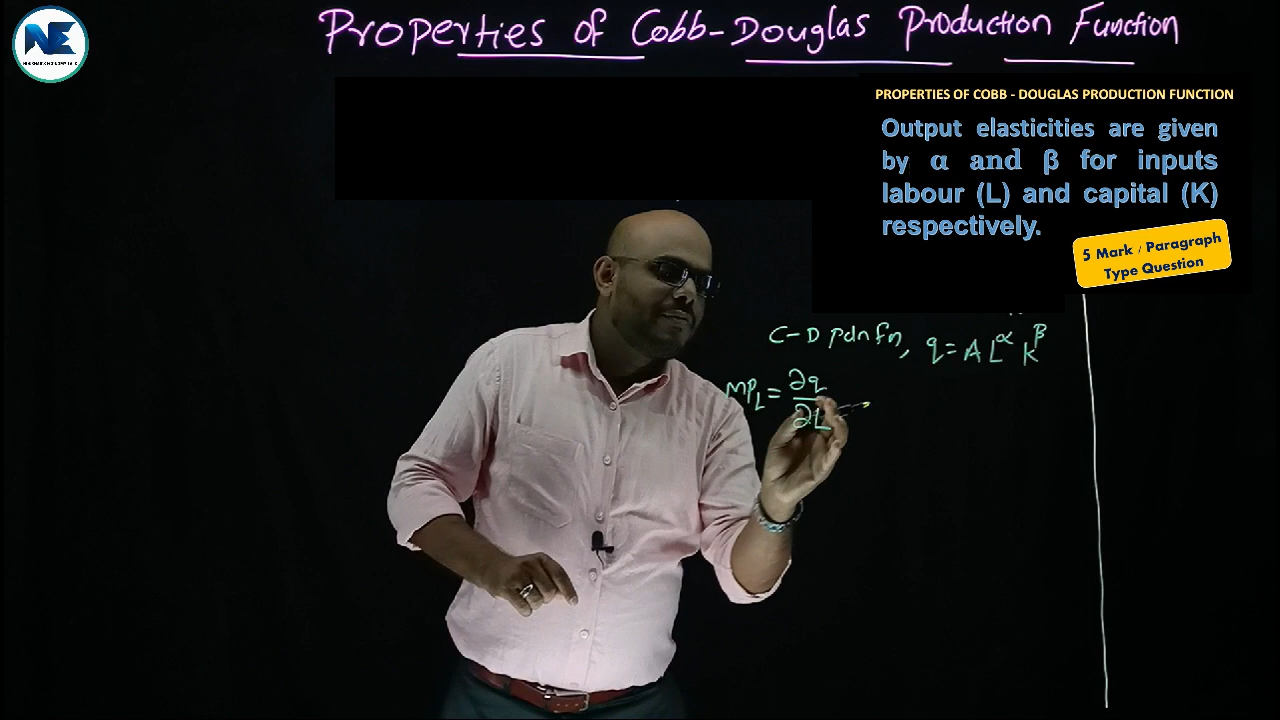 Properties of Cobb-Douglas Production Function
NE
PROPERTIES OF COBB - DOUGLAS PRODUCTION FUNCTION
Output elasticities are given
by α and β for inputs
labour (L) and capital (K)
respectively.
5 Mark / Paragraph
Type Question
C-D pdn fn, q = A L^α K^β
MP_L = ∂q/∂L =